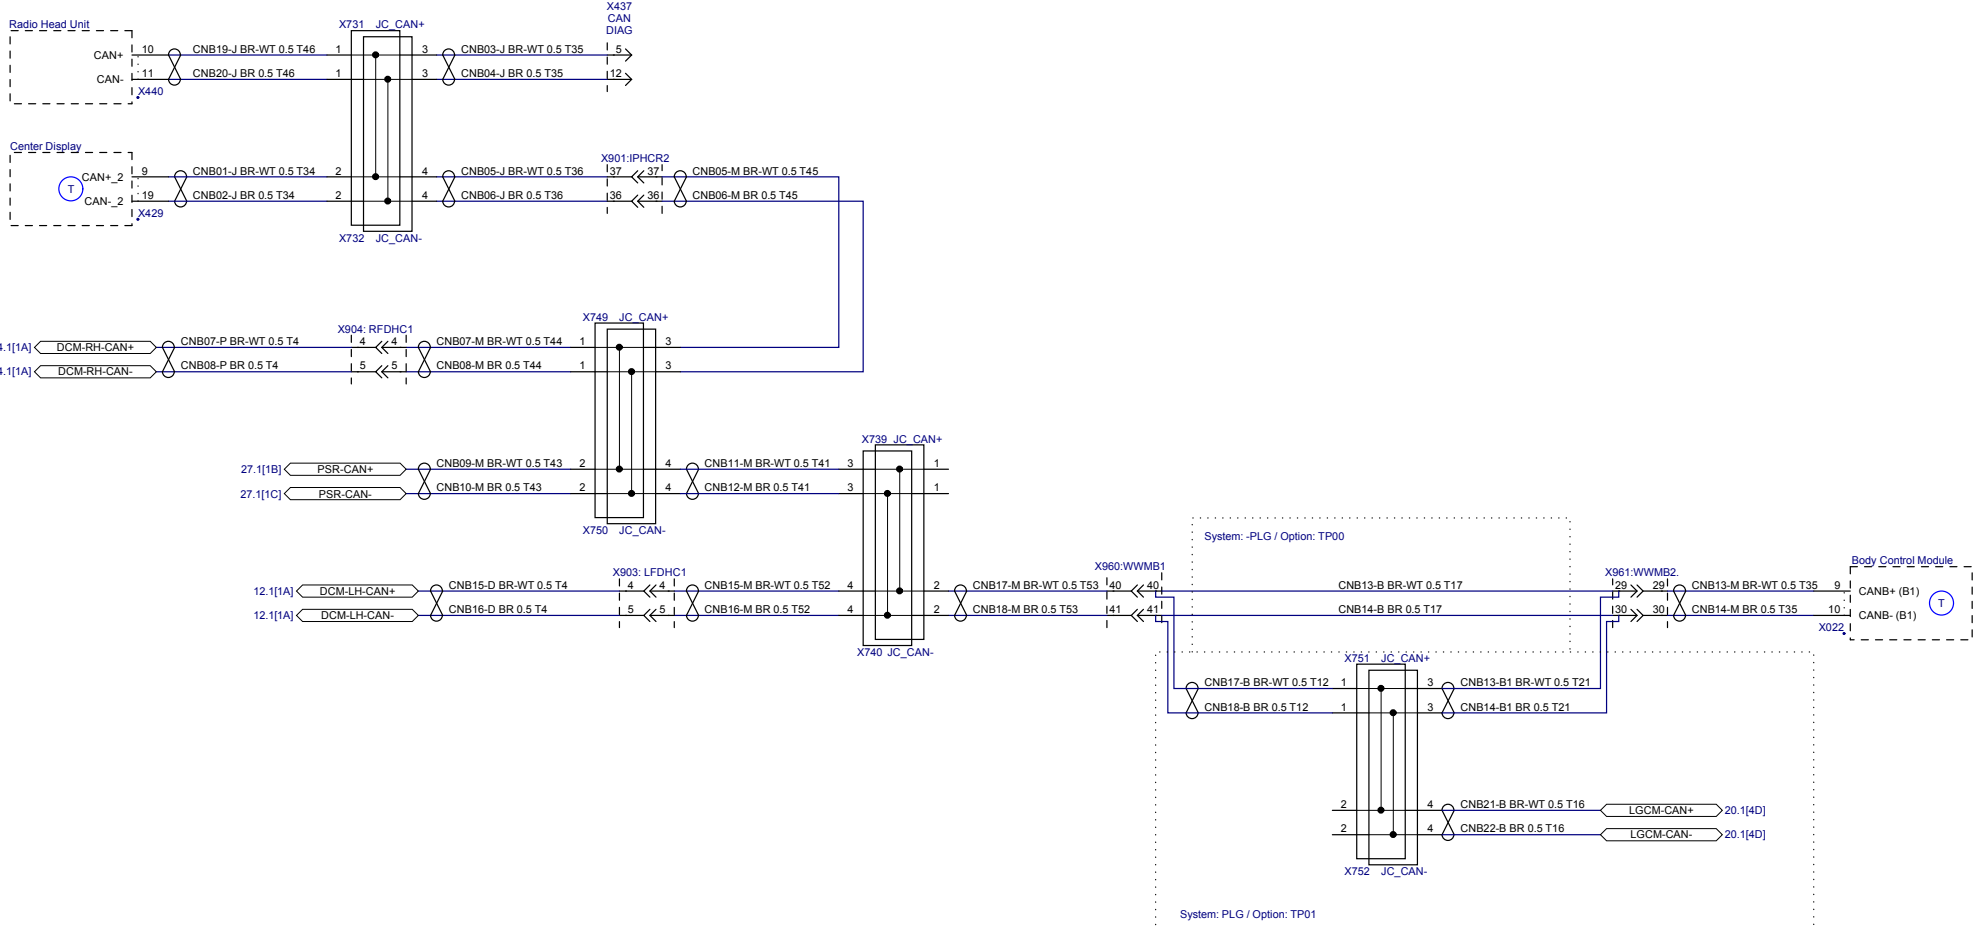 X437
CAN
DIAG
Radio Head Unit
X731 JC_CAN+
CAN+ 10 CNB19-J BR-WT 0.5 T46 1 3 CNB03-J BR-WT 0.5 T35 5
CAN- 11 CNB20-J BR 0.5 T46 1 3 CNB04-J BR 0.5 T35 12
X440
Center Display
X901:IPHCR2
CAN+_2 9 CNB01-J BR-WT 0.5 T34 2 4 CNB05-J BR-WT 0.5 T36 37 37 CNB05-M BR-WT 0.5 T45
T
CAN-_2 19 CNB02-J BR 0.5 T34 2 4 CNB06-J BR 0.5 T36 36 36 CNB06-M BR 0.5 T45
X429
X732 JC_CAN-
X749 JC_CAN+
X904: RFDHC1
.1[1A] DCM-RH-CAN+ CNB07-P BR-WT 0.5 T4 4 4 CNB07-M BR-WT 0.5 T44 1 3
.1[1A] DCM-RH-CAN- CNB08-P BR 0.5 T4 5 5 CNB08-M BR 0.5 T44 1 3
X739 JC_CAN+
27.1[1B] PSR-CAN+ CNB09-M BR-WT 0.5 T43 2 4 CNB11-M BR-WT 0.5 T41 3 1
27.1[1C] PSR-CAN- CNB10-M BR 0.5 T43 2 4 CNB12-M BR 0.5 T41 3 1
X750 JC_CAN-
System: -PLG / Option: TP00
Body Control Module
X903: LFDHC1
X960:WWMB1
X961:WWMB2.
12.1[1A] DCM-LH-CAN+ CNB15-D BR-WT 0.5 T4 4 4 CNB15-M BR-WT 0.5 T52 4 2 CNB17-M BR-WT 0.5 T53 40 40 CNB13-B BR-WT 0.5 T17 29 29 CNB13-M BR-WT 0.5 T35 9 CANB+ (B1)
T
12.1[1A] DCM-LH-CAN- CNB16-D BR 0.5 T4 5 5 CNB16-M BR 0.5 T52 4 2 CNB18-M BR 0.5 T53 41 41 CNB14-B BR-WT 0.5 T17 30 30 CNB14-M BR 0.5 T35 10 CANB- (B1)
X022
X740 JC_CAN-
X751 JC_CAN+
CNB17-B BR-WT 0.5 T12 1 3 CNB13-B1 BR-WT 0.5 T21
CNB18-B BR 0.5 T12 1 3 CNB14-B1 BR 0.5 T21
2 4 CNB21-B BR-WT 0.5 T16 LGCM-CAN+ 20.1[4D]
2 4 CNB22-B BR 0.5 T16 LGCM-CAN- 20.1[4D]
X752 JC_CAN-
System: PLG / Option: TP01